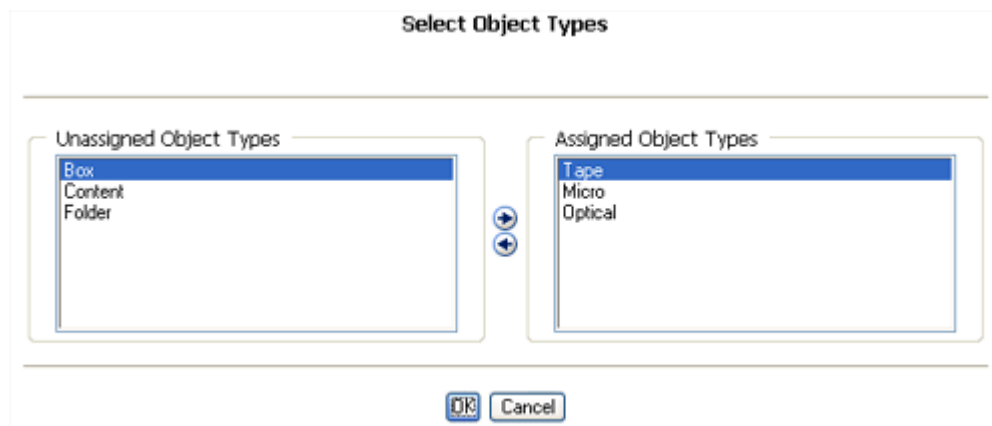 Select Object Types
Unassigned Object Types
Box
Content
Folder
Assigned Object Types
Tape
Micro
Optical
OK Cancel